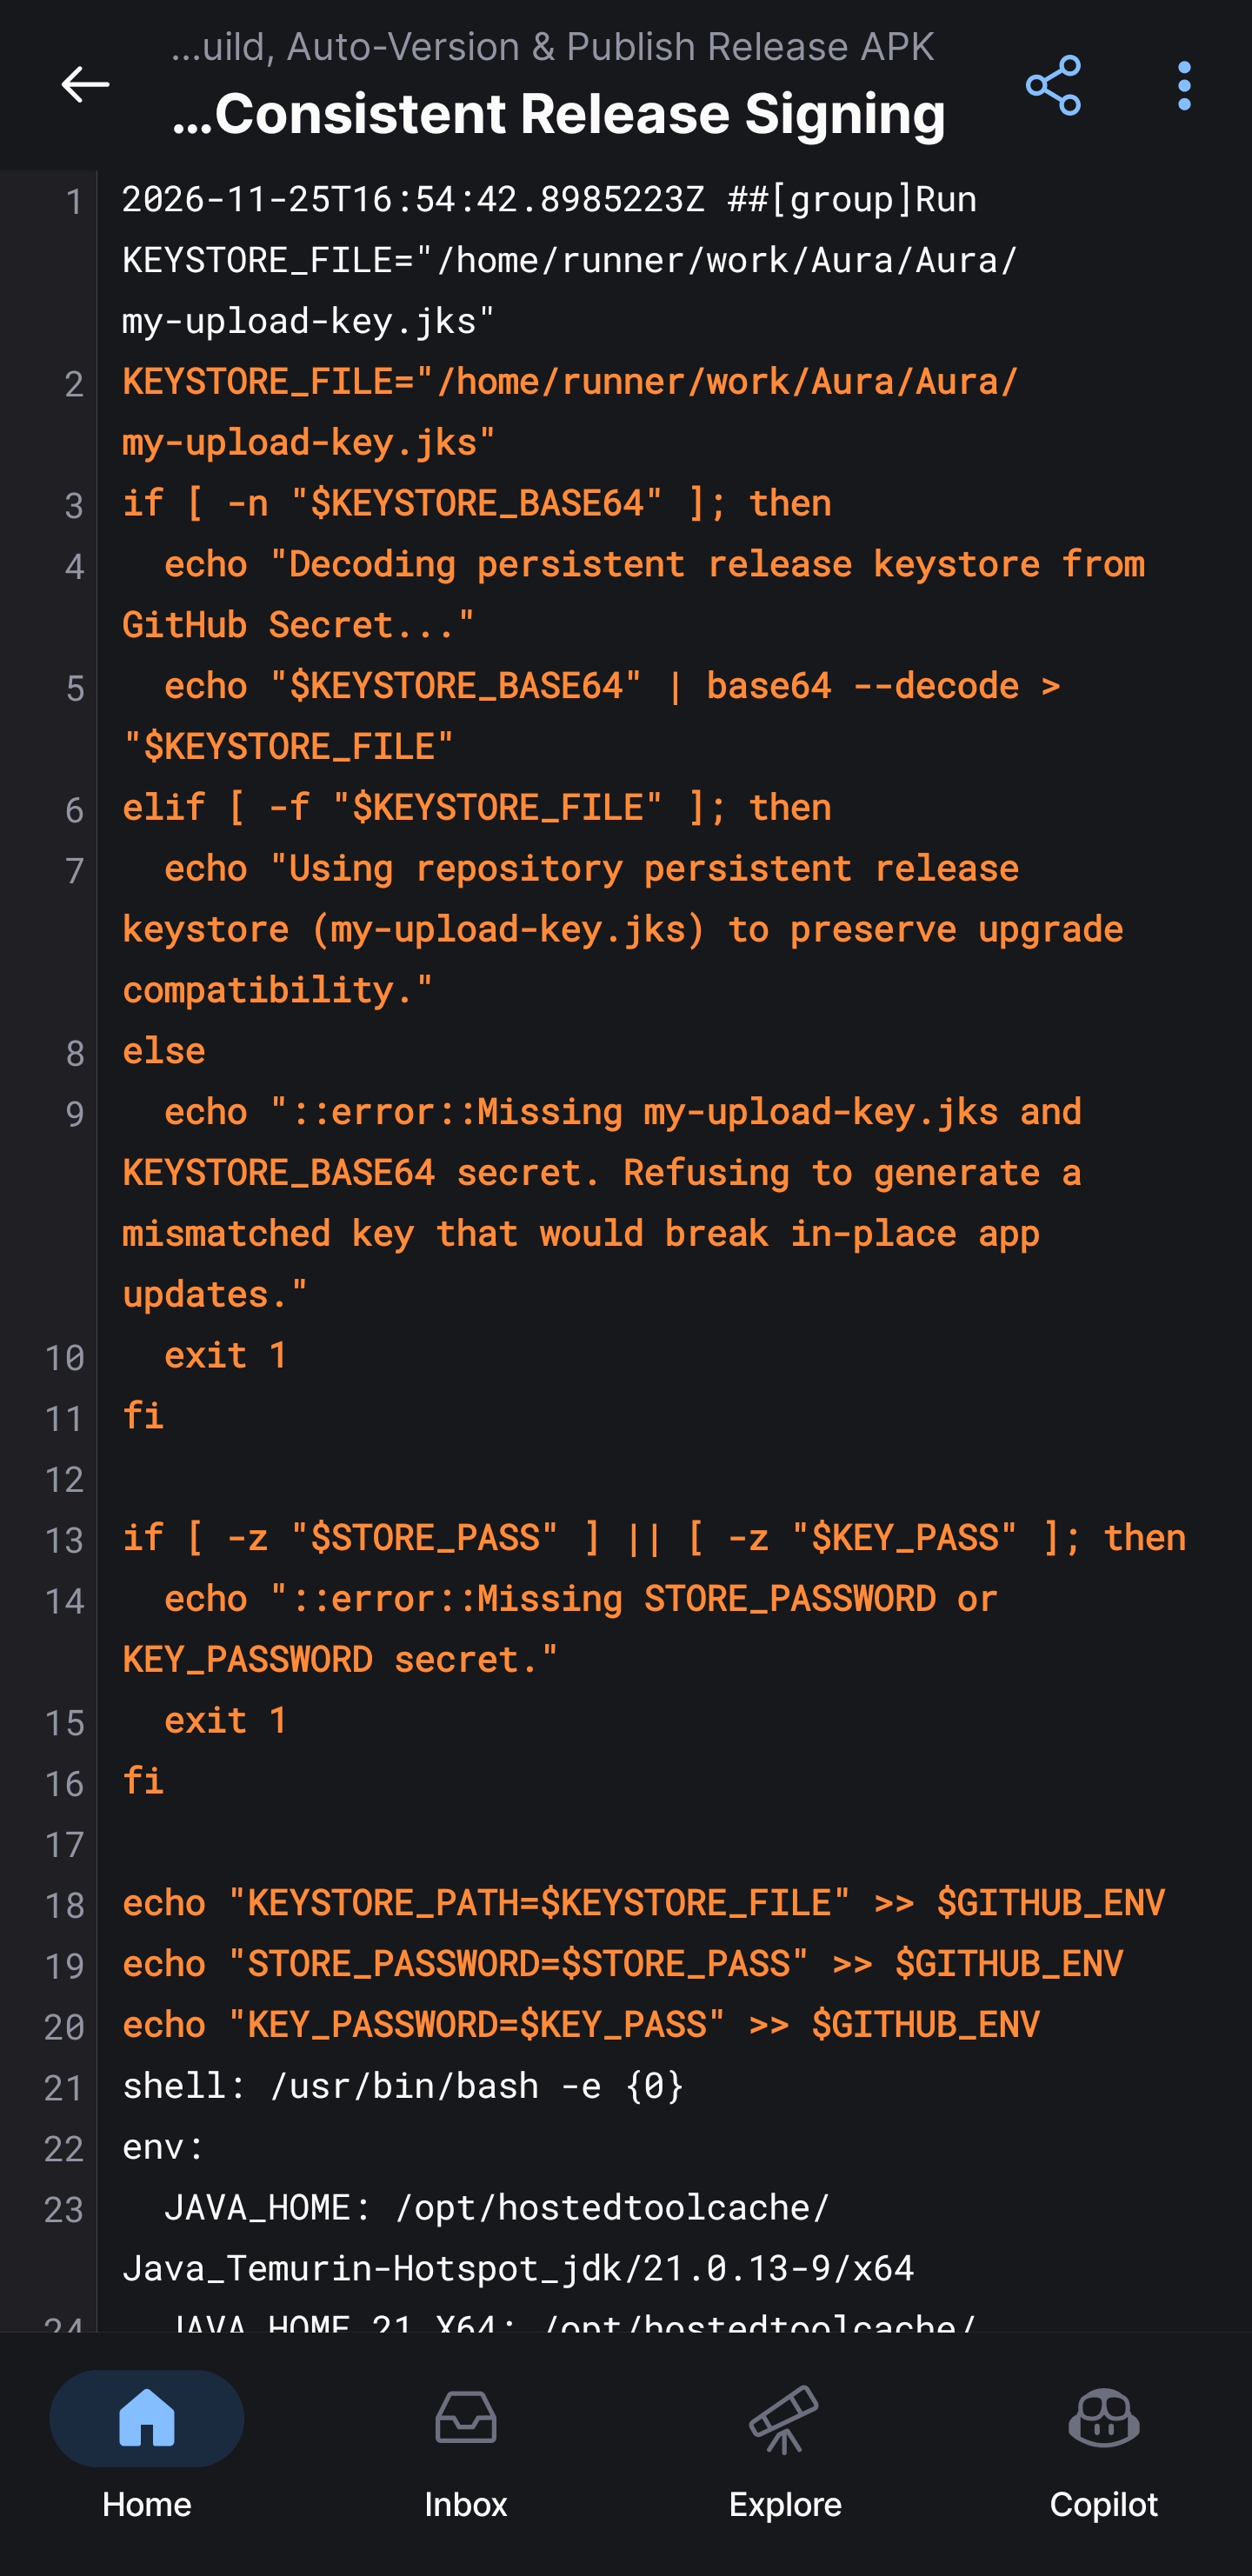 ...uild, Auto-Version & Publish Release APK
...Consistent Release Signing
1 2026-11-25T16:54:42.8985223Z ##[group]Run
KEYSTORE_FILE="/home/runner/work/Aura/Aura/
my-upload-key.jks"
2 KEYSTORE_FILE="/home/runner/work/Aura/Aura/
my-upload-key.jks"
3 if [ -n "$KEYSTORE_BASE64" ]; then
4   echo "Decoding persistent release keystore from
GitHub Secret..."
5   echo "$KEYSTORE_BASE64" | base64 --decode >
"$KEYSTORE_FILE"
6 elif [ -f "$KEYSTORE_FILE" ]; then
7   echo "Using repository persistent release
keystore (my-upload-key.jks) to preserve upgrade
compatibility."
8 else
9   echo "::error::Missing my-upload-key.jks and
KEYSTORE_BASE64 secret. Refusing to generate a
mismatched key that would break in-place app
updates."
10   exit 1
11 fi
12
13 if [ -z "$STORE_PASS" ] || [ -z "$KEY_PASS" ]; then
14   echo "::error::Missing STORE_PASSWORD or
KEY_PASSWORD secret."
15   exit 1
16 fi
17
18 echo "KEYSTORE_PATH=$KEYSTORE_FILE" >> $GITHUB_ENV
19 echo "STORE_PASSWORD=$STORE_PASS" >> $GITHUB_ENV
20 echo "KEY_PASSWORD=$KEY_PASS" >> $GITHUB_ENV
21 shell: /usr/bin/bash -e {0}
22 env:
23   JAVA_HOME: /opt/hostedtoolcache/
Java_Temurin-Hotspot_jdk/21.0.13-9/x64
24   JAVA_HOME_21_X64: /opt/hostedtoolcache/
Home
Inbox
Explore
Copilot